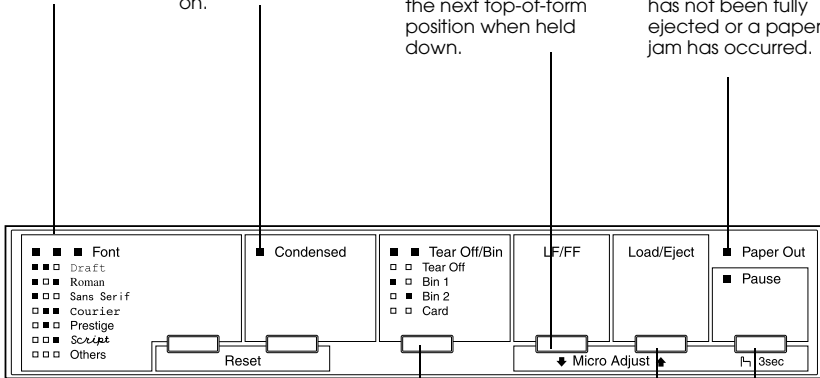 on.
the next top-of-form
position when held
down.
has not been fully
ejected or a paper
jam has occurred.
Font
Draft
Roman
Sans Serif
Courier
Prestige
Script
Others
Condensed
Tear Off/Bin
Tear Off
Bin 1
Bin 2
Card
LF/FF
Load/Eject
Paper Out
Pause
Reset
Micro Adjust
3sec